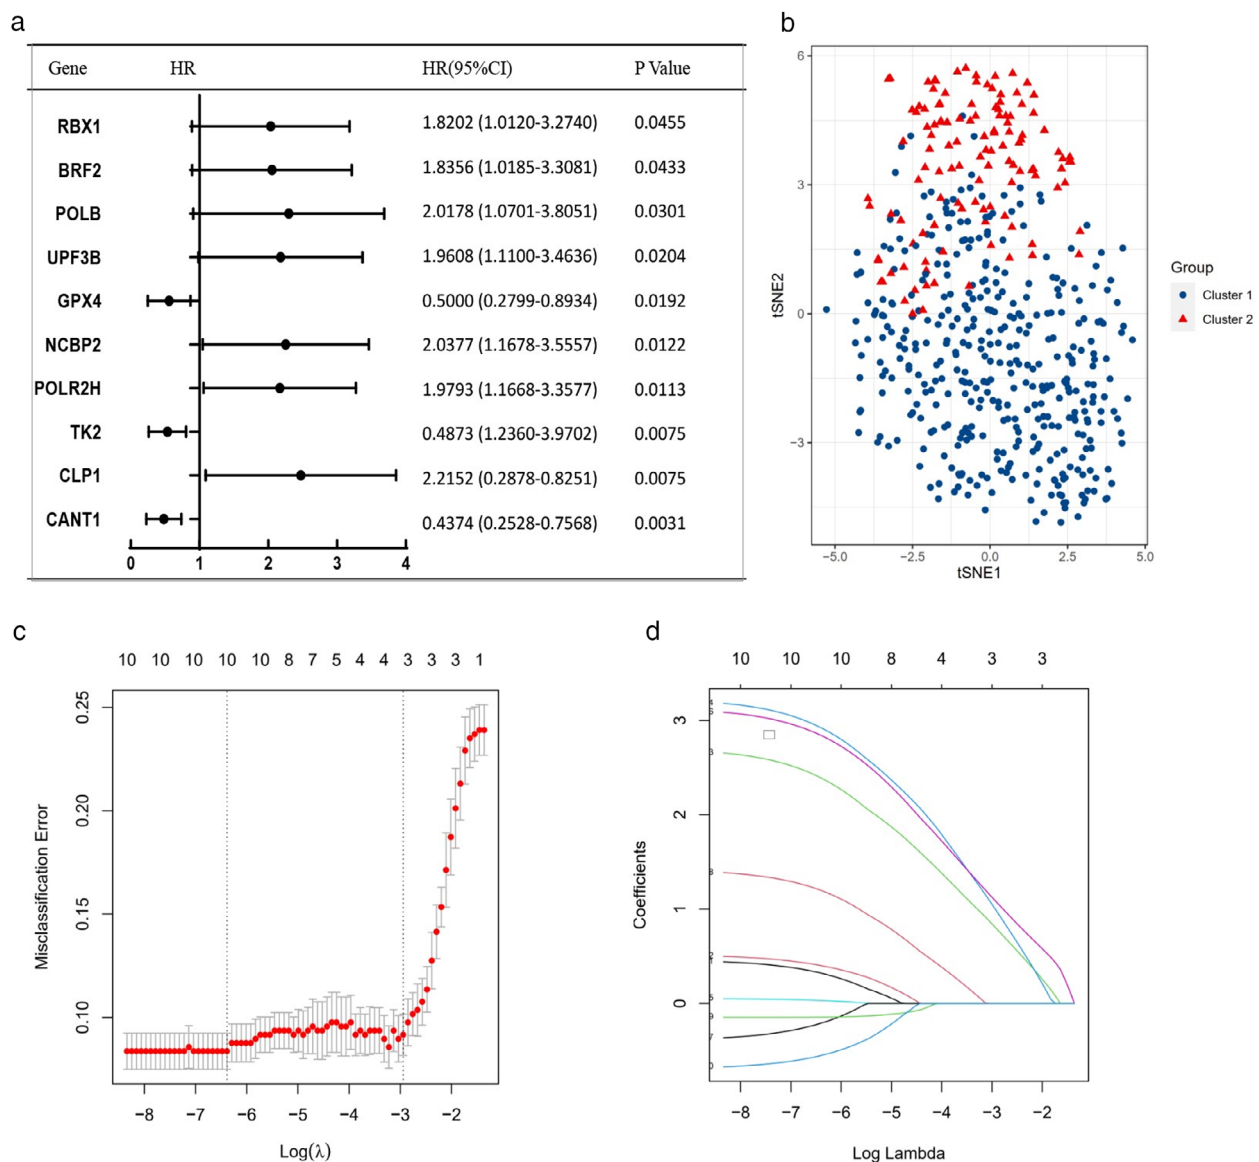 a
Gene HR HR(95%CI) P Value
RBX1 1.8202 (1.0120-3.2740) 0.0455
BRF2 1.8356 (1.0185-3.3081) 0.0433
POLB 2.0178 (1.0701-3.8051) 0.0301
UPF3B 1.9608 (1.1100-3.4636) 0.0204
GPX4 0.5000 (0.2799-0.8934) 0.0192
NCBP2 2.0377 (1.1678-3.5557) 0.0122
POLR2H 1.9793 (1.1668-3.3577) 0.0113
TK2 0.4873 (1.2360-3.9702) 0.0075
CLP1 2.2152 (0.2878-0.8251) 0.0075
CANT1 0.4374 (0.2528-0.7568) 0.0031
0 1 2 3 4
b
6
3
0
−3
tSNE2
−5.0 −2.5 0.0 2.5 5.0
tSNE1
Group
Cluster 1
Cluster 2
c
10 10 10 10 10 8 7 5 4 4 3 3 3 1
0.25
0.20
0.15
0.10
Misclassification Error
−8 −7 −6 −5 −4 −3 −2
Log(λ)
d
10 10 10 8 4 3 3
3
2
1
0
Coefficients
−8 −7 −6 −5 −4 −3 −2
Log Lambda